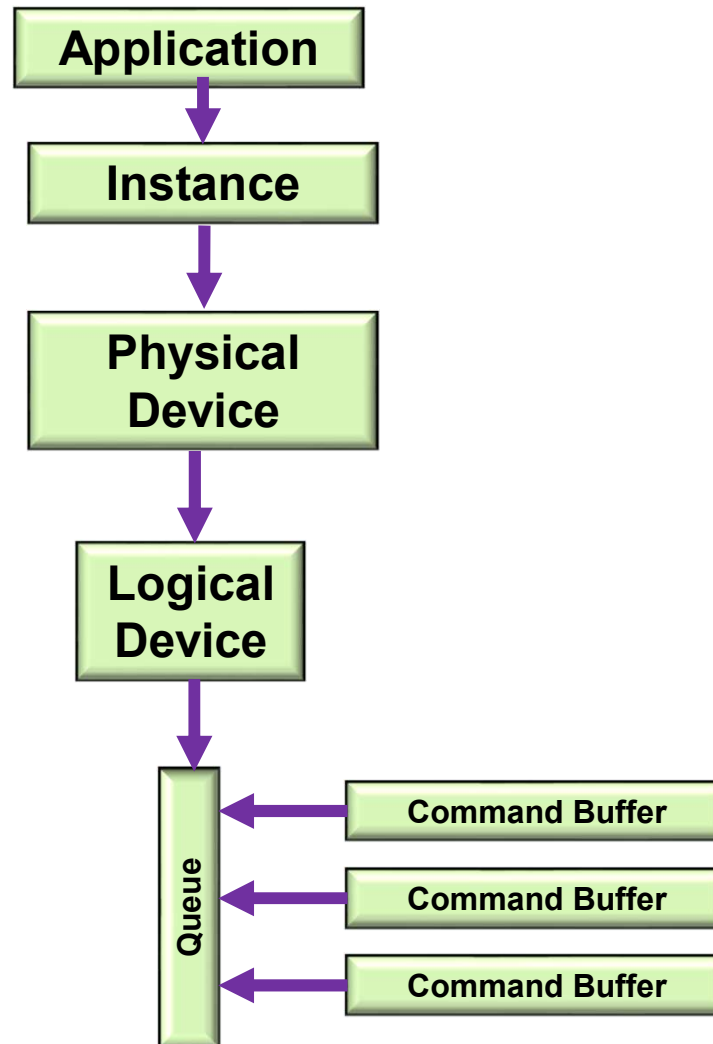 Application
Instance
Physical
Device
Logical
Device
Queue
Command Buffer
Command Buffer
Command Buffer